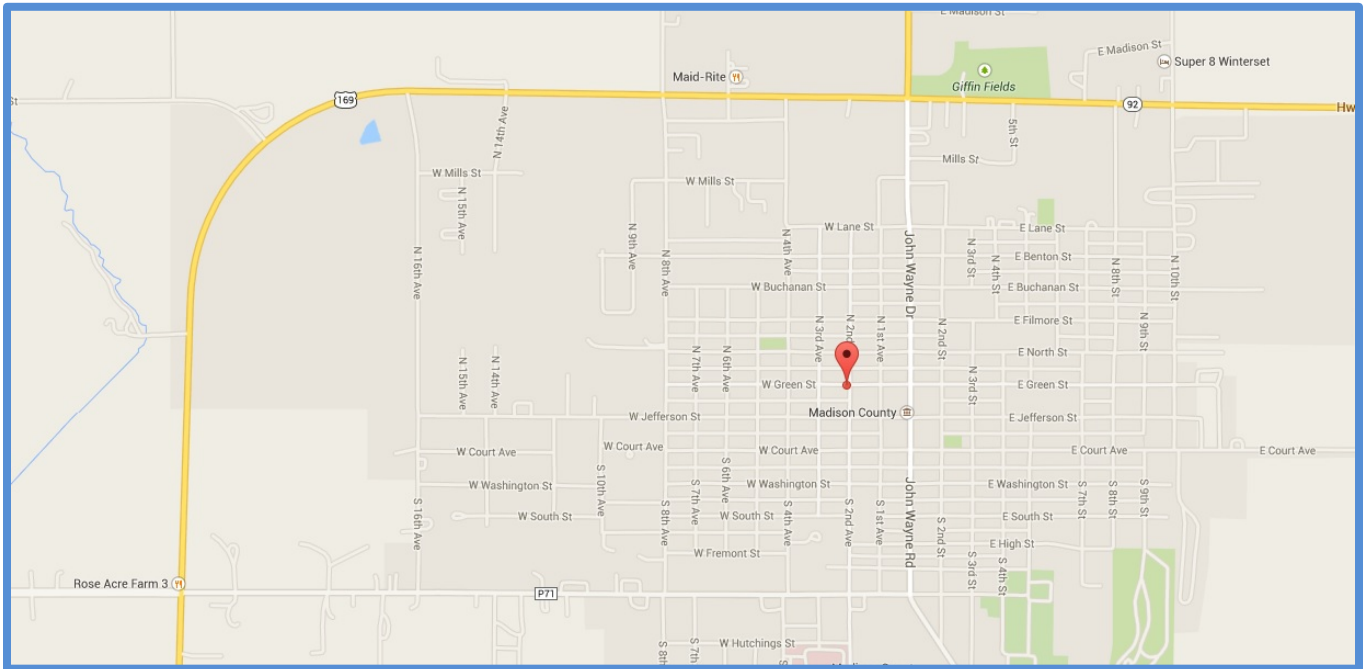 E Madison St
E Madison St
Super 8 Winterset
Maid-Rite
Giffin Fields
169
92
Hw
St
N 14th Ave
5th St
Mills St
W Mills St
W Mills St
N 15th Ave
N 9th Ave
N 8th Ave
N 16th Ave
N 4th Ave
W Lane St
E Lane St
John Wayne Dr
N 3rd St
N 4th St
E Benton St
N 8th St
N 10th St
W Buchanan St
E Buchanan St
N 3rd Ave
N 2nd
N 1st Ave
N 2nd St
E Filmore St
N 9th St
N 15th Ave
N 14th Ave
N 7th Ave
N 6th Ave
E North St
N 3rd St
W Green St
E Green St
W Jefferson St
Madison County
E Jefferson St
W Court Ave
W Court Ave
W Court Ave
E Court Ave
E Court Ave
S 10th Ave
S 6th Ave
W Washington St
W Washington St
John Wayne Rd
E Washington St
S 7th St
S 8th St
S 9th St
S 16th Ave
W South St
S 8th Ave
S 7th Ave
W South St
S 4th Ave
S 2nd Ave
S 1st Ave
S 2nd St
E South St
W Fremont St
E High St
S 3rd St
S 4th St
Rose Acre Farm 3
P71
S 8th
S 7th
W Hutchings St